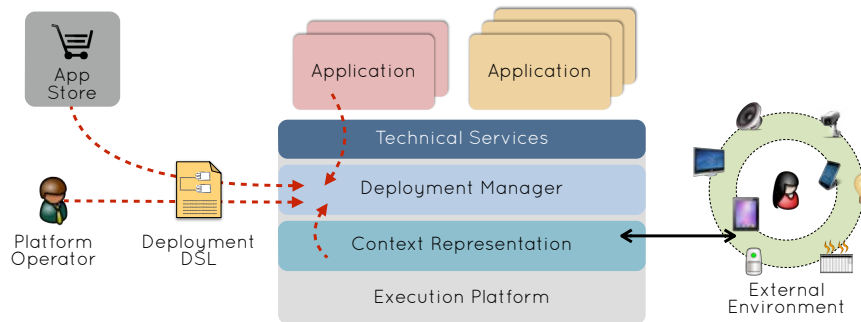 App
Store
Application
Application
Technical Services
Deployment Manager
Platform
Operator
Deployment
DSL
Context Representation
Execution Platform
External
Environment